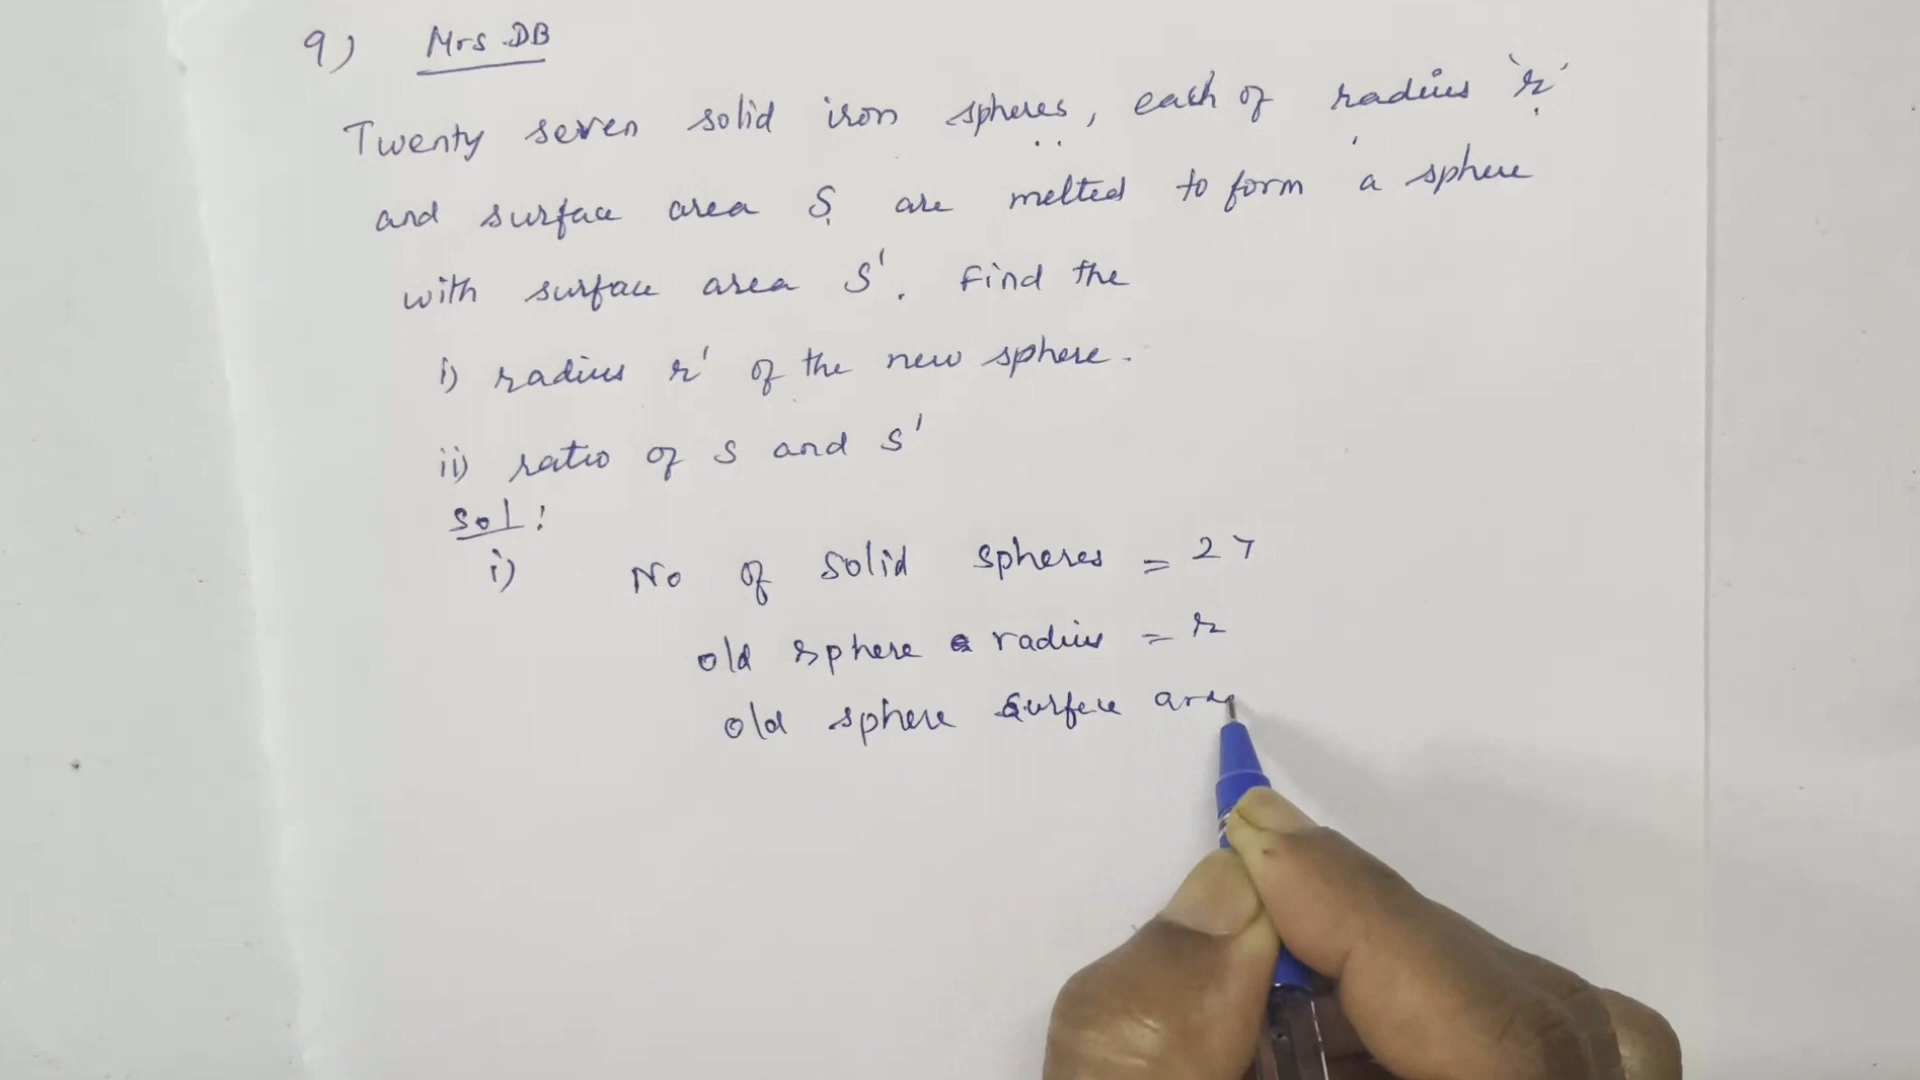 9) Mrs DB
Twenty seven solid iron spheres, each of radius 'r'
and surface area S are melted to form a sphere
with surface area S'. Find the
i) radius r' of the new sphere.
ii) ratio of S and S'
Sol:
i) No of solid spheres = 27
old sphere radius = r
old sphere surface area